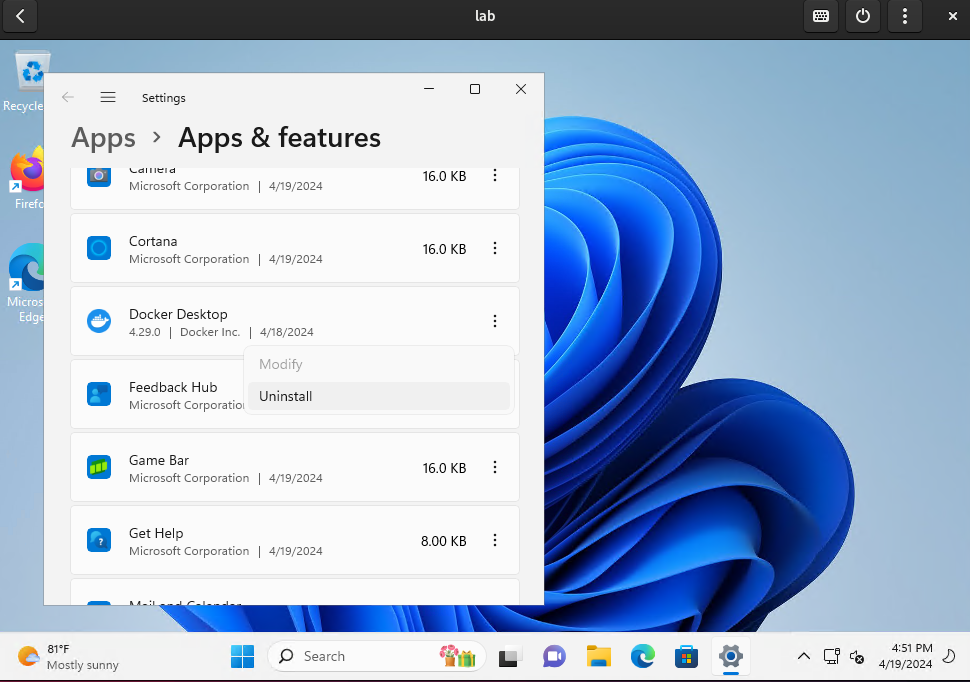 lab
Recycle
Firefo
Micros
Edge
Settings
Apps > Apps & features
Camera
Microsoft Corporation | 4/19/2024
16.0 KB
Cortana
Microsoft Corporation | 4/19/2024
16.0 KB
Docker Desktop
4.29.0 | Docker Inc. | 4/18/2024
Modify
Uninstall
Feedback Hub
Microsoft Corporation
Game Bar
Microsoft Corporation | 4/19/2024
16.0 KB
Get Help
Microsoft Corporation | 4/19/2024
8.00 KB
Mail and Calendar
81°F
Mostly sunny
Search
4:51 PM
4/19/2024